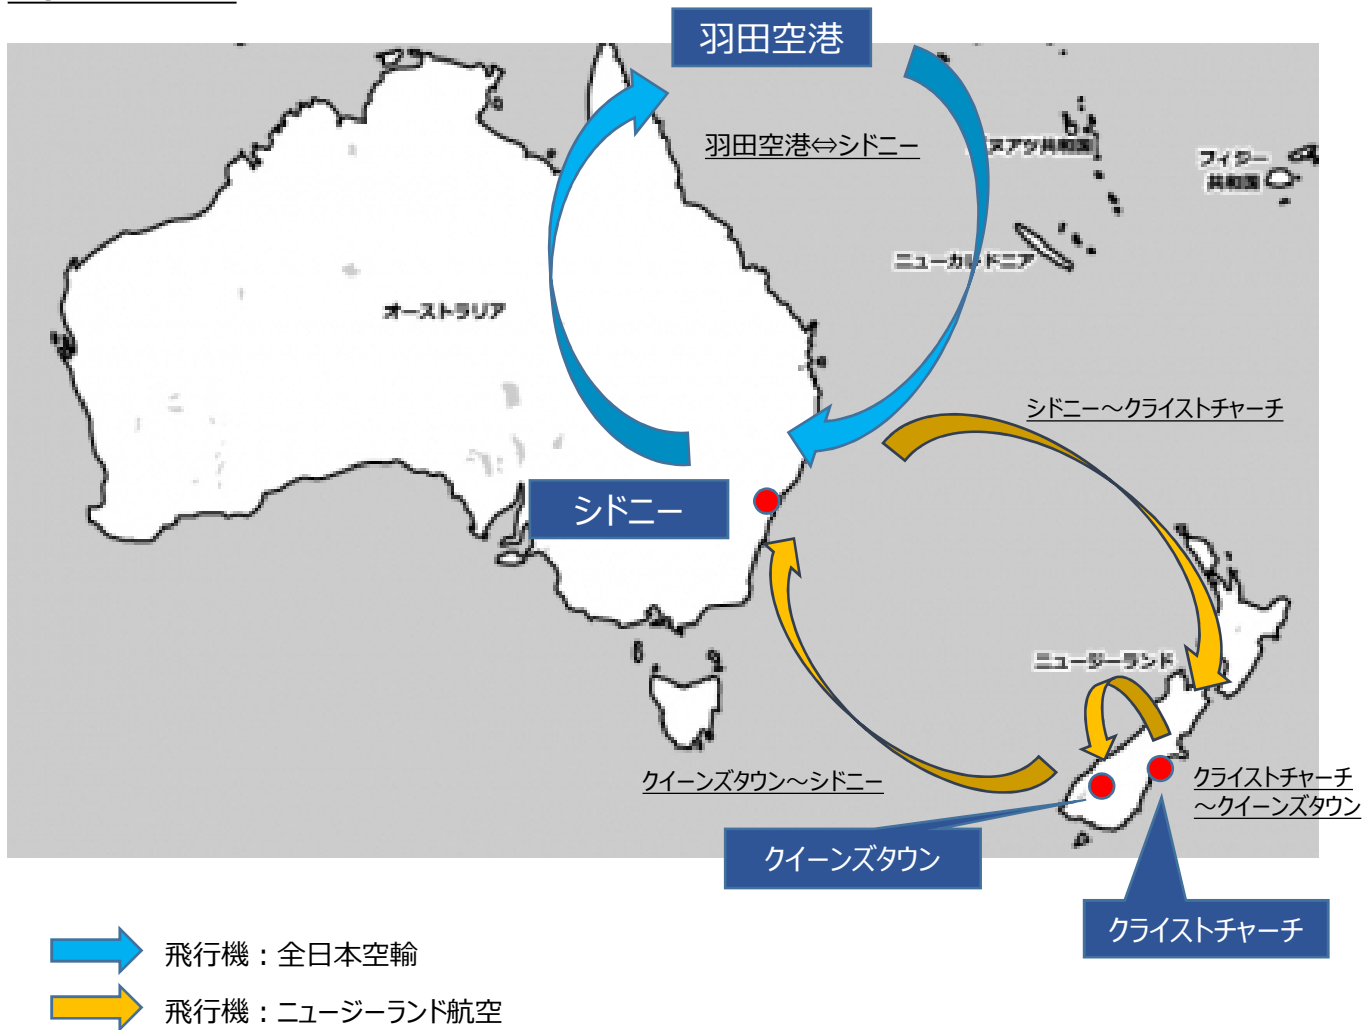 羽田空港
羽田空港⇔シドニー
ヌアツ共和国
フィジー
共和国
ニューカレドニア
オーストラリア
シドニー～クライストチャーチ
シドニー
ニュージーランド
クイーンズタウン～シドニー
クライストチャーチ
～クイーンズタウン
クイーンズタウン
クライストチャーチ
飛行機：全日本空輸
飛行機：ニュージーランド航空